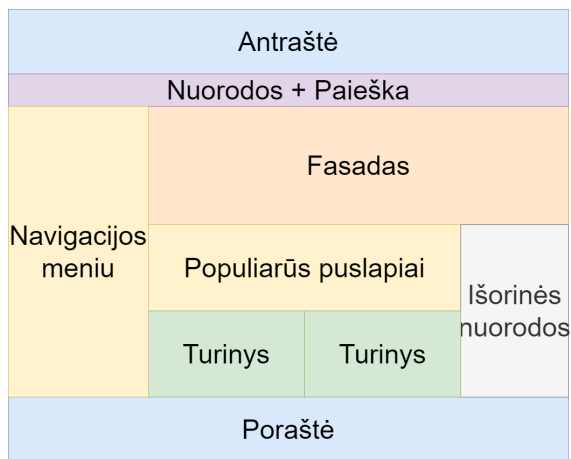 Antraštė
Nuorodos + Paieška
Fasadas
Navigacijos
meniu
Populiarūs puslapiai
Išorinės
nuorodos
Turinys
Turinys
Poraštė